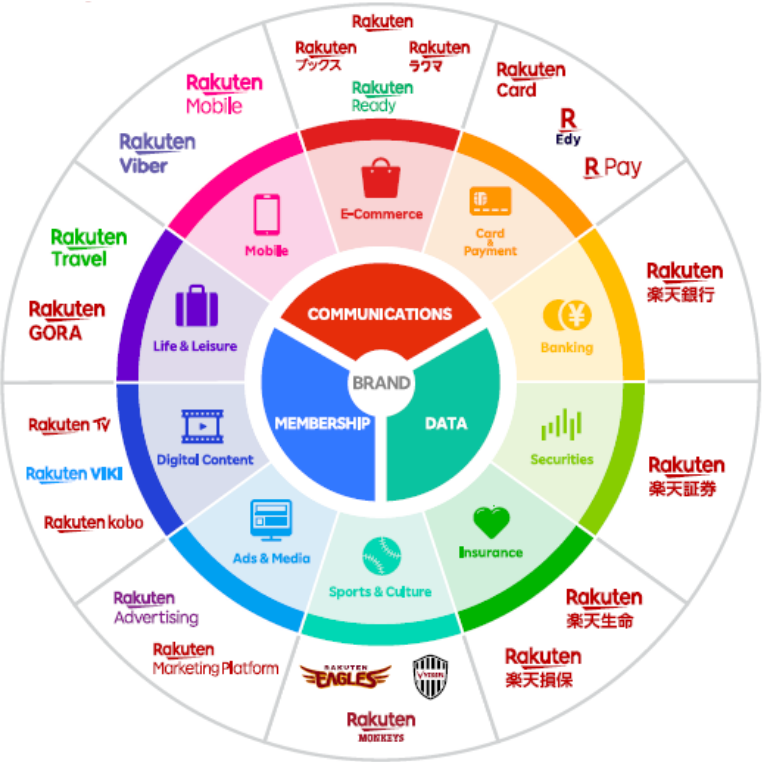 Rakuten
Rakuten
ブックス
Rakuten
ラクマ
Rakuten
Ready
Rakuten
Card
R
Edy
R Pay
Rakuten
楽天銀行
Rakuten
楽天証券
Rakuten
楽天生命
Rakuten
楽天損保
RAKUTEN
EAGLES
VISSEL
Rakuten
MONKEYS
Rakuten
Marketing Platform
Rakuten
Advertising
Rakuten kobo
Rakuten VIKI
Rakuten TV
Rakuten
GORA
Rakuten
Travel
Rakuten
Viber
Rakuten
Mobile
E-Commerce
Card
&
Payment
Banking
Securities
Insurance
Sports & Culture
Ads & Media
Digital Content
Life & Leisure
Mobile
COMMUNICATIONS
BRAND
MEMBERSHIP
DATA